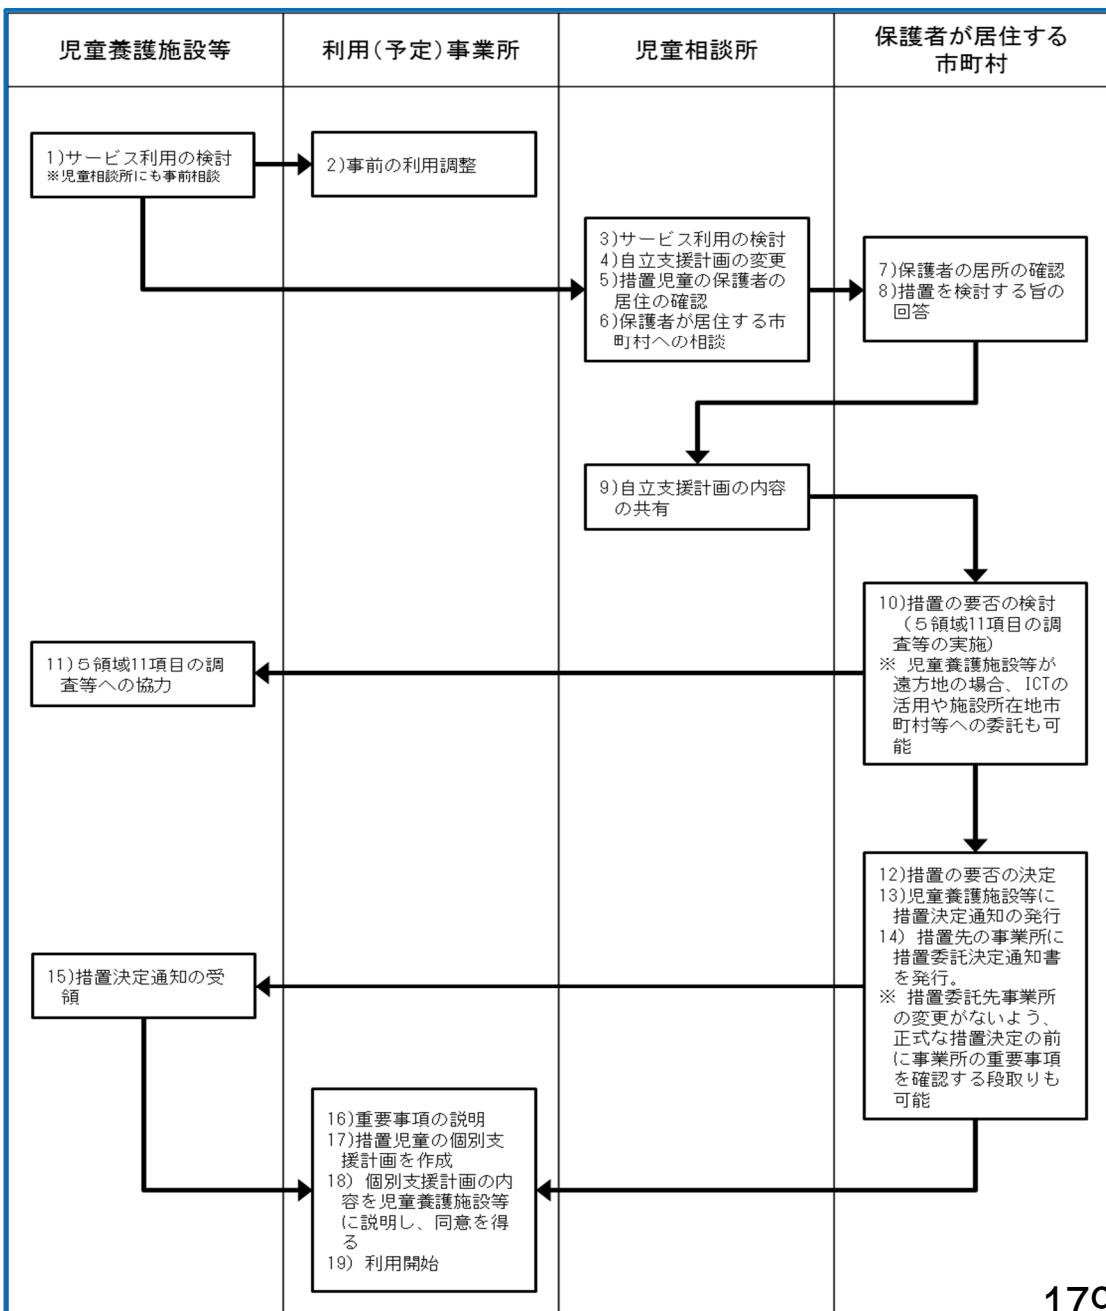 児童養護施設等
利用(予定)事業所
児童相談所
保護者が居住する
市町村
1)サービス利用の検討
※児童相談所にも事前相談
2)事前の利用調整
3)サービス利用の検討
4)自立支援計画の変更
5)措置児童の保護者の
居住の確認
6)保護者が居住する市
町村への相談
7)保護者の居所の確認
8)措置を検討する旨の
回答
9)自立支援計画の内容
の共有
10)措置の要否の検討
（５領域11項目の調
査等の実施)
※ 児童養護施設等が
遠方地の場合、ICTの
活用や施設所在地市
町村等への委託も可
能
11)５領域11項目の調
査等への協力
12)措置の要否の決定
13)児童養護施設等に
措置決定通知の発行
14) 措置先の事業所に
措置委託決定通知書
を発行。
※ 措置委託先事業所
の変更がないよう、
正式な措置決定の前
に事業所の重要事項
を確認する段取りも
可能
15)措置決定通知の受
領
16)重要事項の説明
17)措置児童の個別支
援計画を作成
18) 個別支援計画の内
容を児童養護施設等
に説明し、同意を得
る
19) 利用開始
179